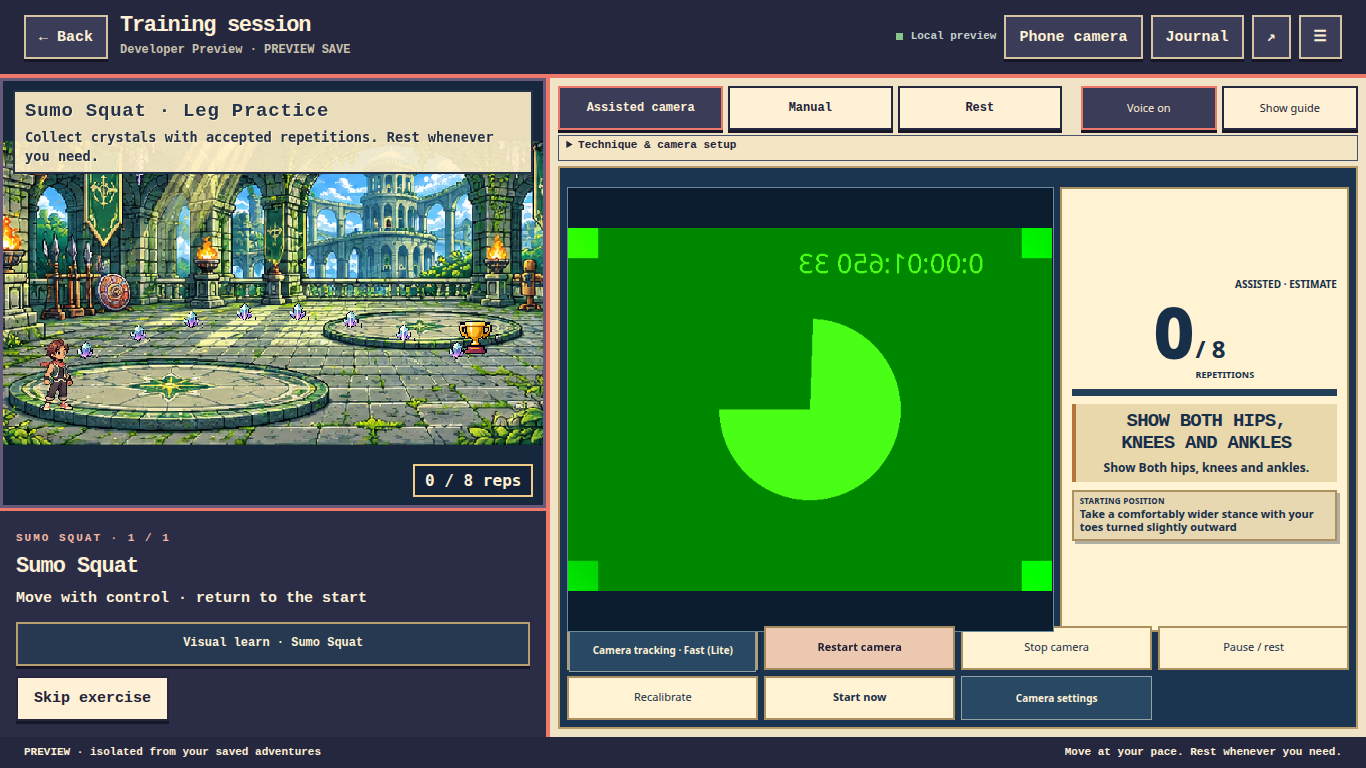 ← Back
Training session
Developer Preview · PREVIEW SAVE
Local preview
Phone camera
Journal
↗
☰
Sumo Squat · Leg Practice
Collect crystals with accepted repetitions. Rest whenever
you need.
0 / 8 reps
SUMO SQUAT · 1 / 1
Sumo Squat
Move with control · return to the start
Visual learn · Sumo Squat
Skip exercise
Assisted camera
Manual
Rest
Voice on
Show guide
▶ Technique & camera setup
0:00:01:650 33
ASSISTED · ESTIMATE
0 / 8
REPETITIONS
SHOW BOTH HIPS,
KNEES AND ANKLES
Show Both hips, knees and ankles.
STARTING POSITION
Take a comfortably wider stance with your
toes turned slightly outward
Camera tracking · Fast (Lite)
Restart camera
Stop camera
Pause / rest
Recalibrate
Start now
Camera settings
PREVIEW · isolated from your saved adventures
Move at your pace. Rest whenever you need.